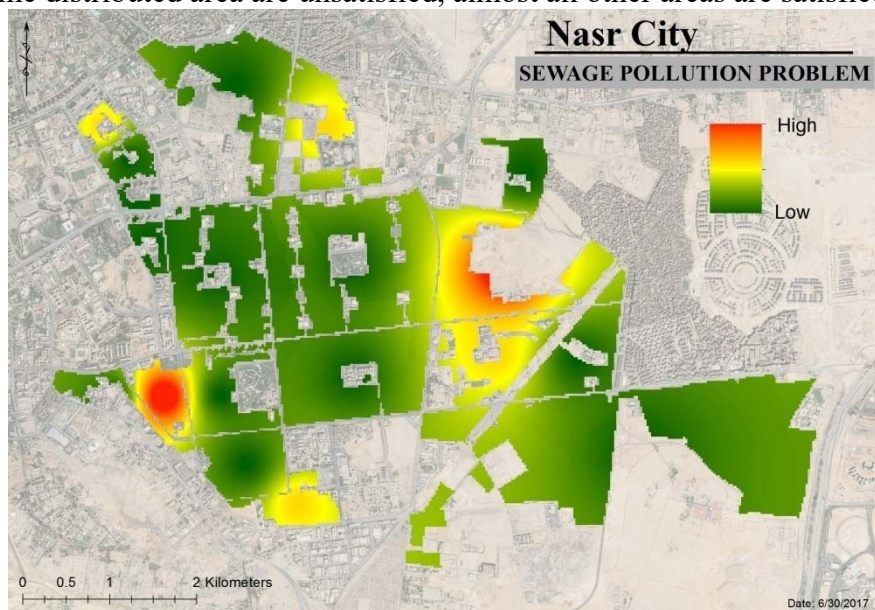 distributed area are unsatisfied, almost all other areas are satisfied
Nasr City
SEWAGE POLLUTION PROBLEM
High
Low
0 0.5 1 2 Kilometers
Date: 6/30/2017